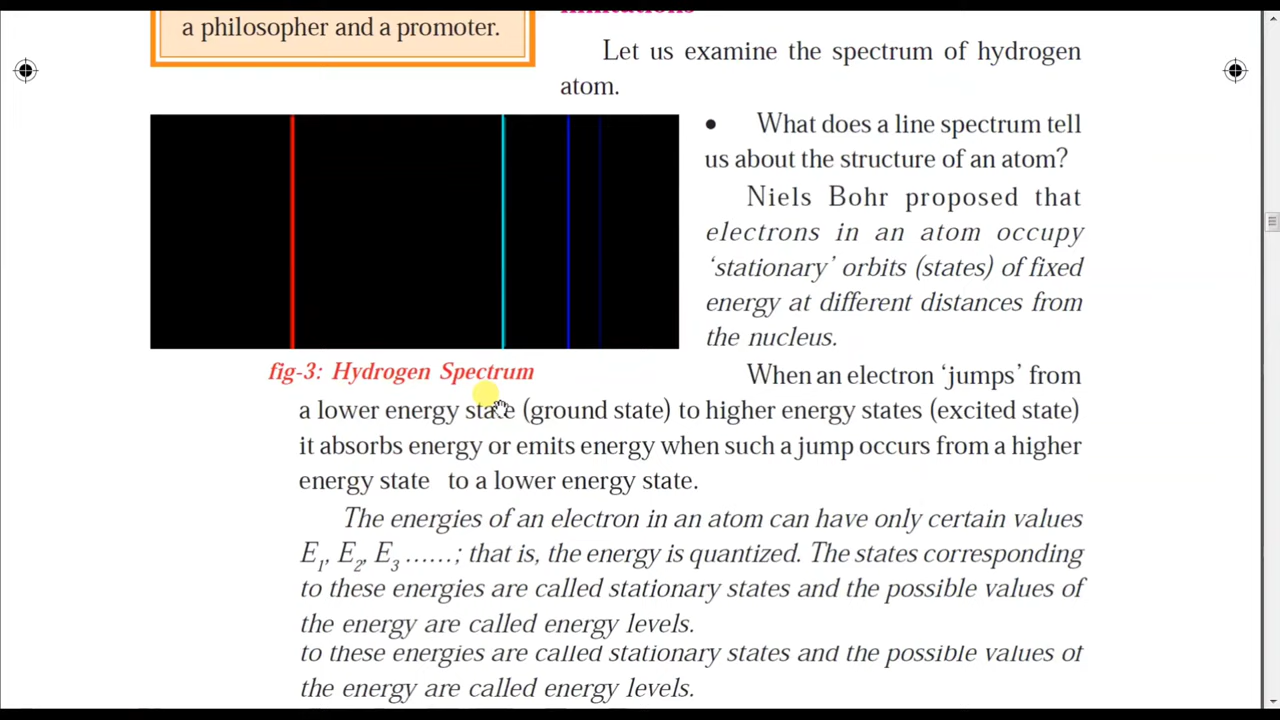 a philosopher and a promoter.
limitations
Let us examine the spectrum of hydrogen
atom.
• What does a line spectrum tell
us about the structure of an atom?
Niels Bohr proposed that
electrons in an atom occupy
‘stationary’ orbits (states) of fixed
energy at different distances from
the nucleus.
fig-3: Hydrogen Spectrum
When an electron ‘jumps’ from
a lower energy state (ground state) to higher energy states (excited state)
it absorbs energy or emits energy when such a jump occurs from a higher
energy state to a lower energy state.
The energies of an electron in an atom can have only certain values
E1, E2, E3 ......; that is, the energy is quantized. The states corresponding
to these energies are called stationary states and the possible values of
the energy are called energy levels.
to these energies are called stationary states and the possible values of
the energy are called energy levels.